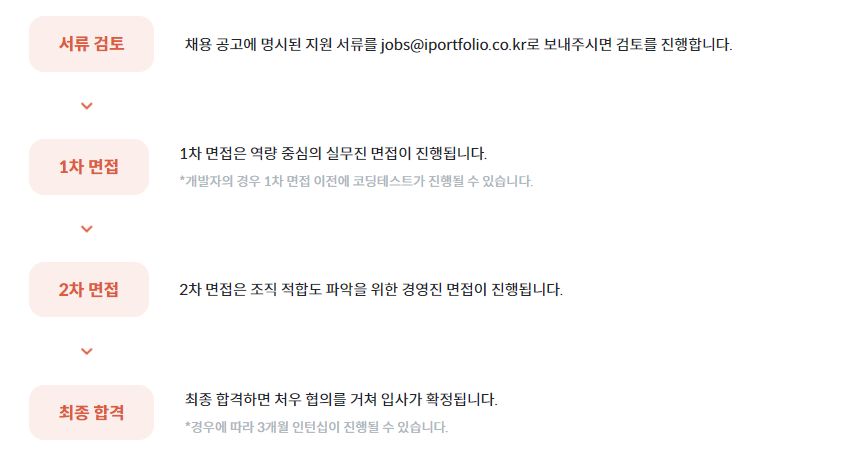 서류 검토
채용 공고에 명시된 지원 서류를 jobs@iportfolio.co.kr로 보내주시면 검토를 진행합니다.
1차 면접
1차 면접은 역량 중심의 실무진 면접이 진행됩니다.
*개발자의 경우 1차 면접 이전에 코딩테스트가 진행될 수 있습니다.
2차 면접
2차 면접은 조직 적합도 파악을 위한 경영진 면접이 진행됩니다.
최종 합격
최종 합격하면 처우 협의를 거쳐 입사가 확정됩니다.
*경우에 따라 3개월 인턴십이 진행될 수 있습니다.